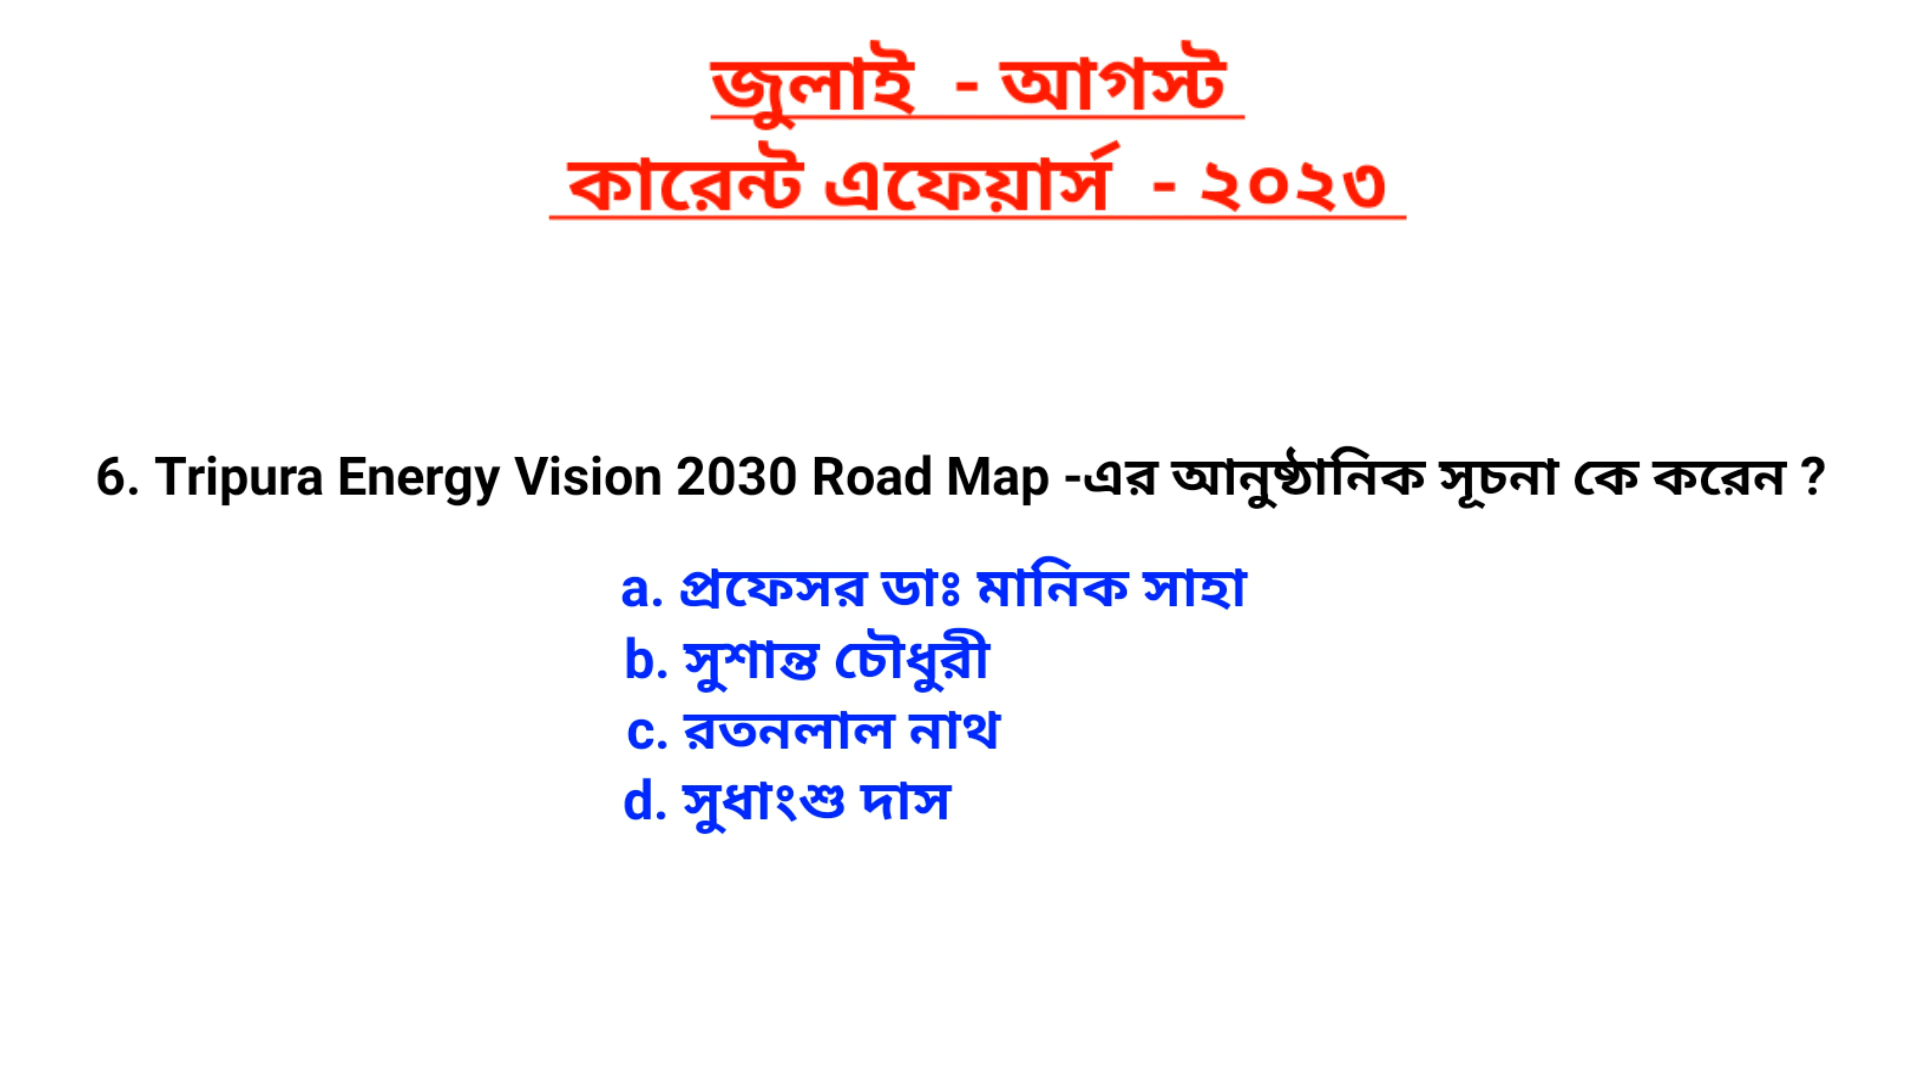 জুলাই - আগস্ট
কারেন্ট এফেয়ার্স - ২০২৩
6. Tripura Energy Vision 2030 Road Map -এর আনুষ্ঠানিক সূচনা কে করেন ?
a. প্রফেসর ডাঃ মানিক সাহা
b. সুশান্ত চৌধুরী
c. রতনলাল নাথ
d. সুধাংশু দাস